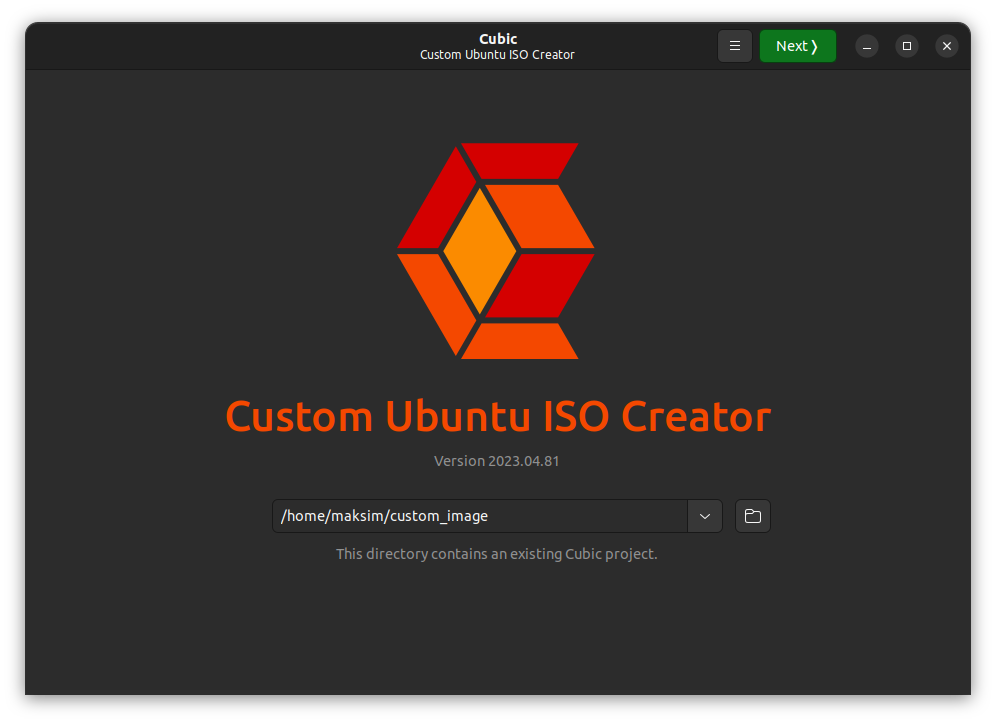 Cubic
Custom Ubuntu ISO Creator
Next ❭
Custom Ubuntu ISO Creator
Version 2023.04.81
/home/maksim/custom_image
This directory contains an existing Cubic project.